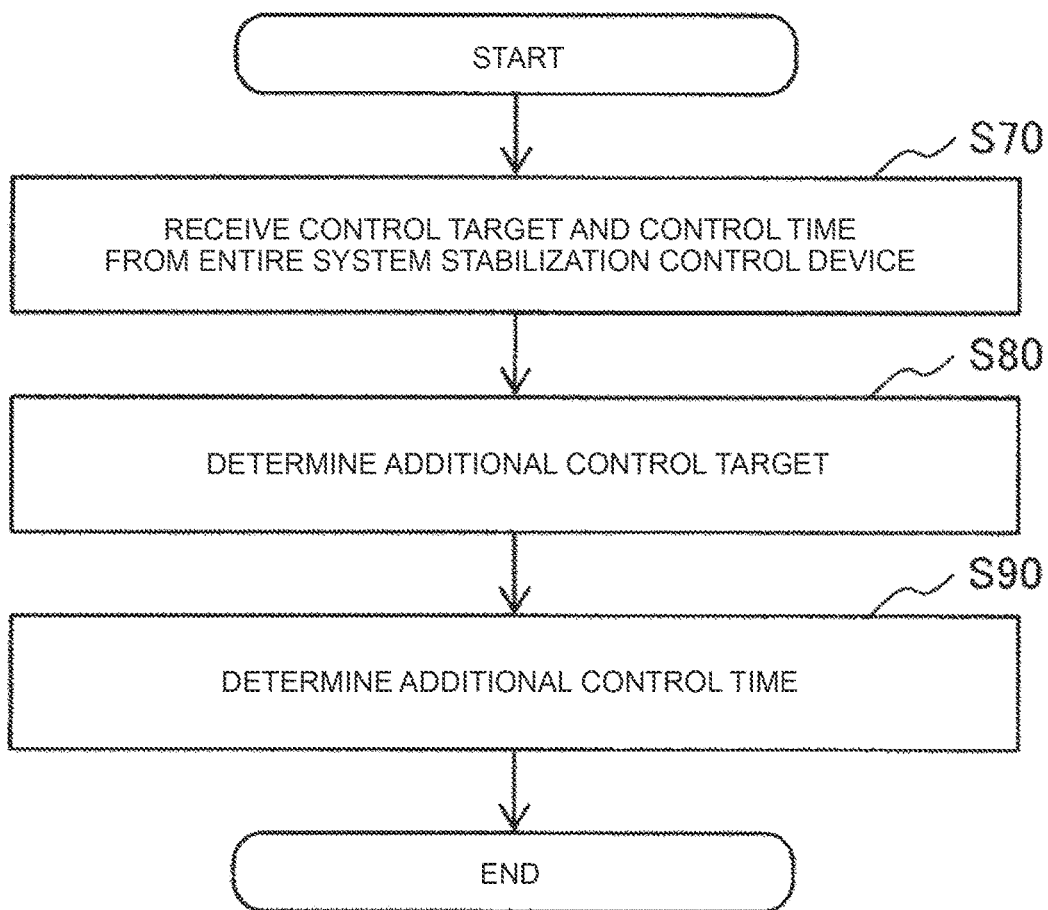 START
S70
RECEIVE CONTROL TARGET AND CONTROL TIME
FROM ENTIRE SYSTEM STABILIZATION CONTROL DEVICE
S80
DETERMINE ADDITIONAL CONTROL TARGET
S90
DETERMINE ADDITIONAL CONTROL TIME
END